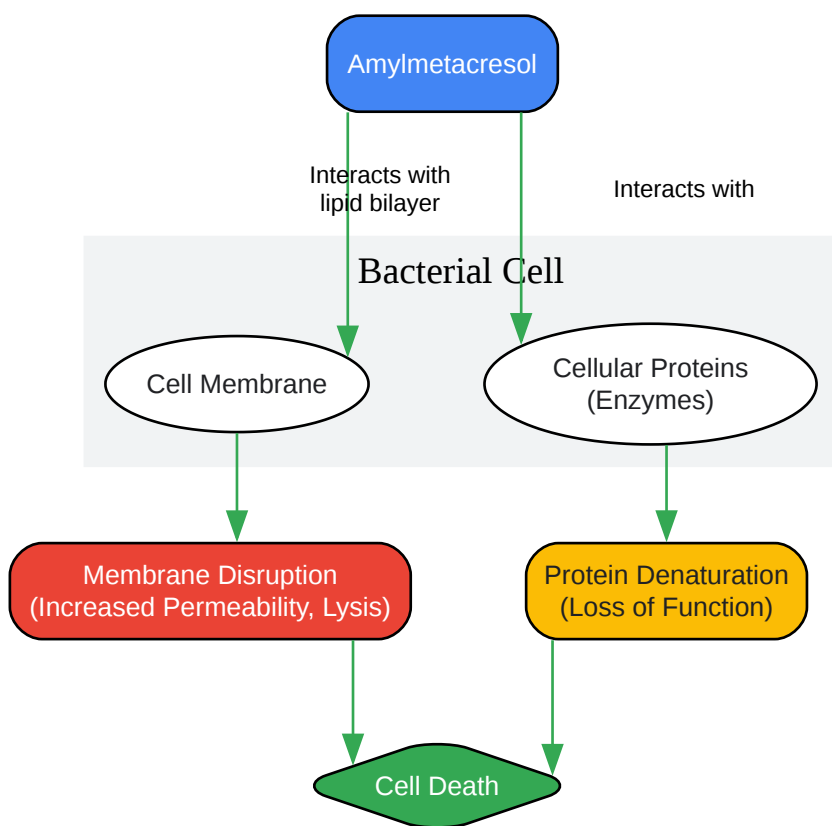 Amylmetacresol
Interacts with
lipid bilayer
Interacts with
Bacterial Cell
Cell Membrane
Cellular Proteins
(Enzymes)
Membrane Disruption
(Increased Permeability, Lysis)
Protein Denaturation
(Loss of Function)
Cell Death